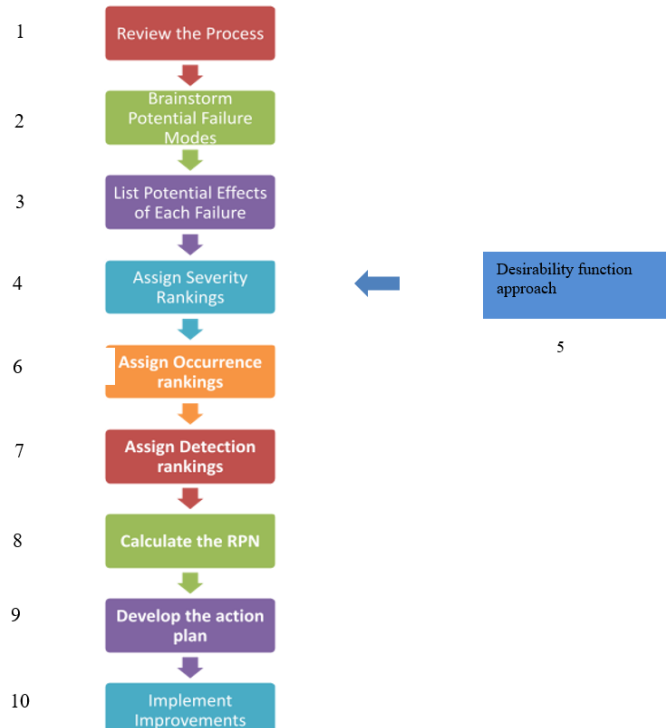 1
Review the Process
2
Brainstorm
Potential Failure
Modes
3
List Potential Effects
of Each Failure
4
Assign Severity
Rankings
Desirability function
approach
5
6
Assign Occurrence
rankings
7
Assign Detection
rankings
8
Calculate the RPN
9
Develop the action
plan
10
Implement
Improvements